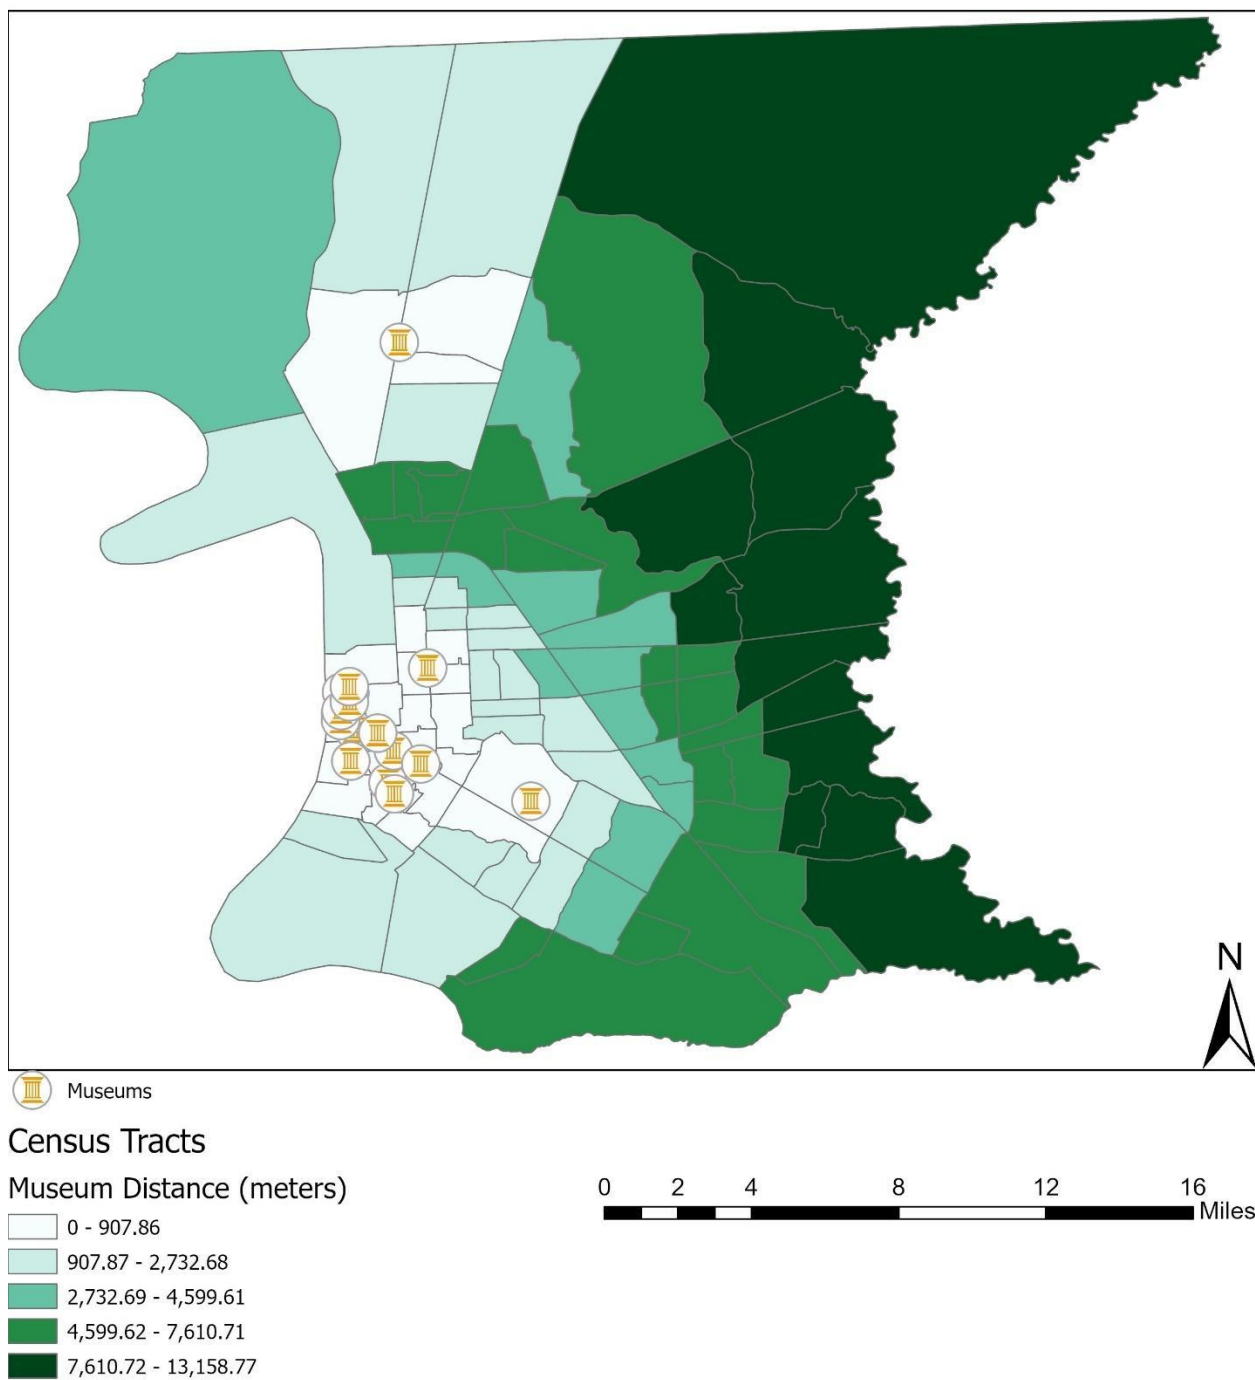 N
Museums
Census Tracts
Museum Distance (meters)
0 - 907.86
907.87 - 2,732.68
2,732.69 - 4,599.61
4,599.62 - 7,610.71
7,610.72 - 13,158.77
0 2 4 8 12 16
Miles